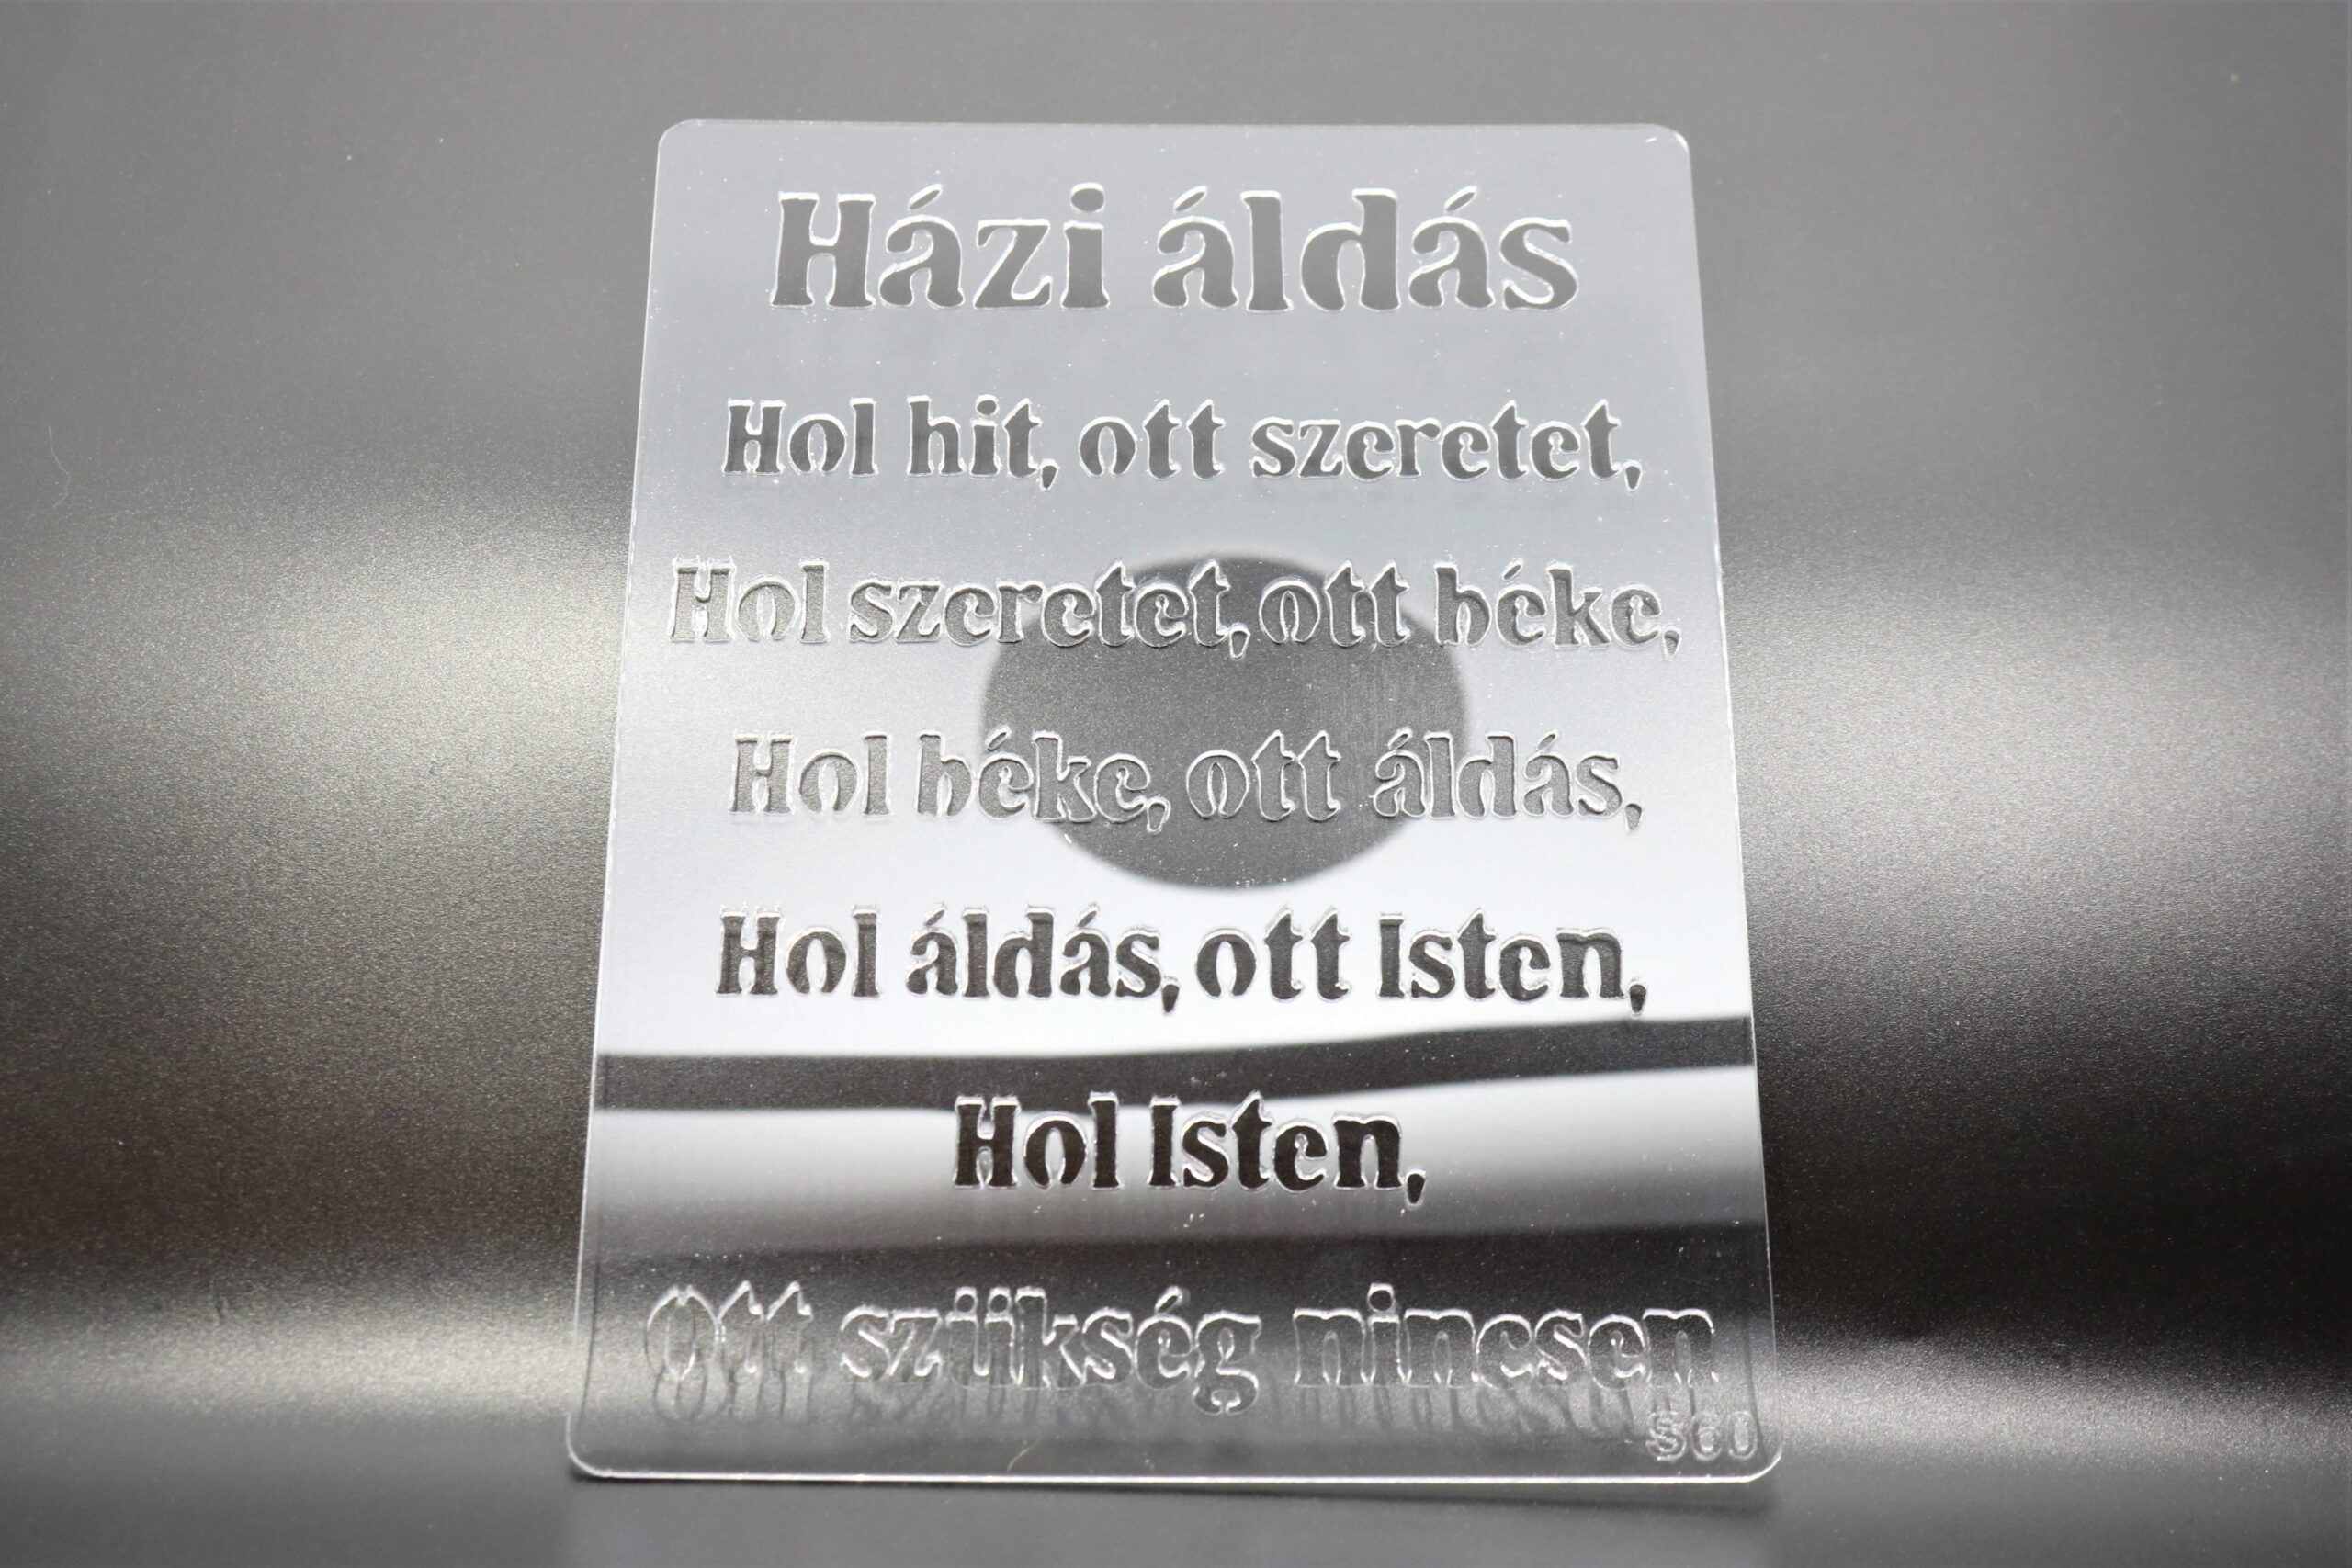 Házi áldás
Hol hit, ott szeretet,
Hol szeretet, ott béke,
Hol béke, ott áldás,
Hol áldás, ott Isten,
Hol Isten,
Ott szükség nincsen
S60